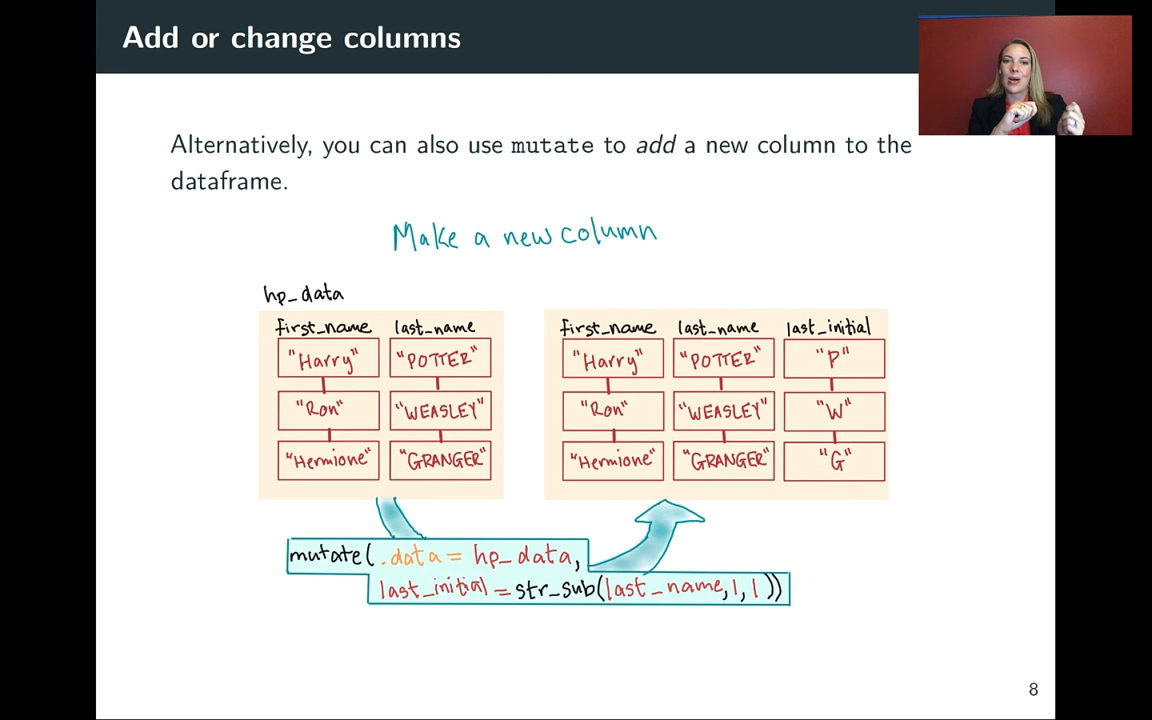 Add or change columns
Alternatively, you can also use mutate to add a new column to the
dataframe.
Make a new column
hp_data
first_name last_name
"Harry" "POTTER"
"Ron" "WEASLEY"
"Hermione" "GRANGER"
first_name last_name last_initial
"Harry" "POTTER" "P"
"Ron" "WEASLEY" "W"
"Hermione" "GRANGER" "G"
mutate(.data = hp_data,
last_initial = str_sub(last_name, 1, 1))
8